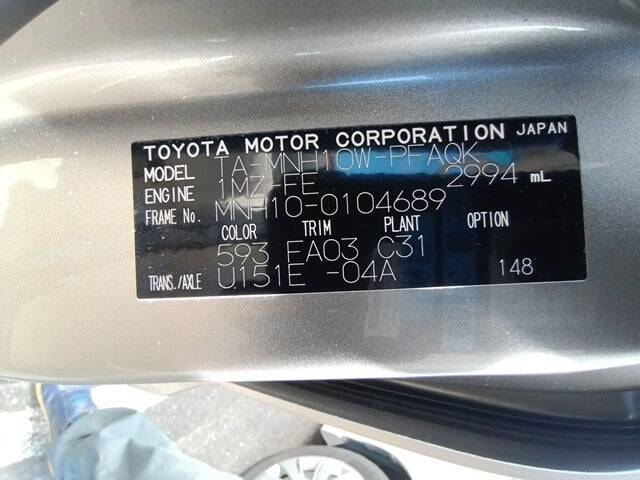 TOYOTA MOTOR CORPORATION JAPAN
MODEL TA-MNH10W-PFAQK
ENGINE 1MZ-FE 2994 mL
FRAME No. MNH10-0104689
COLOR TRIM PLANT OPTION
593 FA03 C31
TRANS./AXLE U151E -04A 148